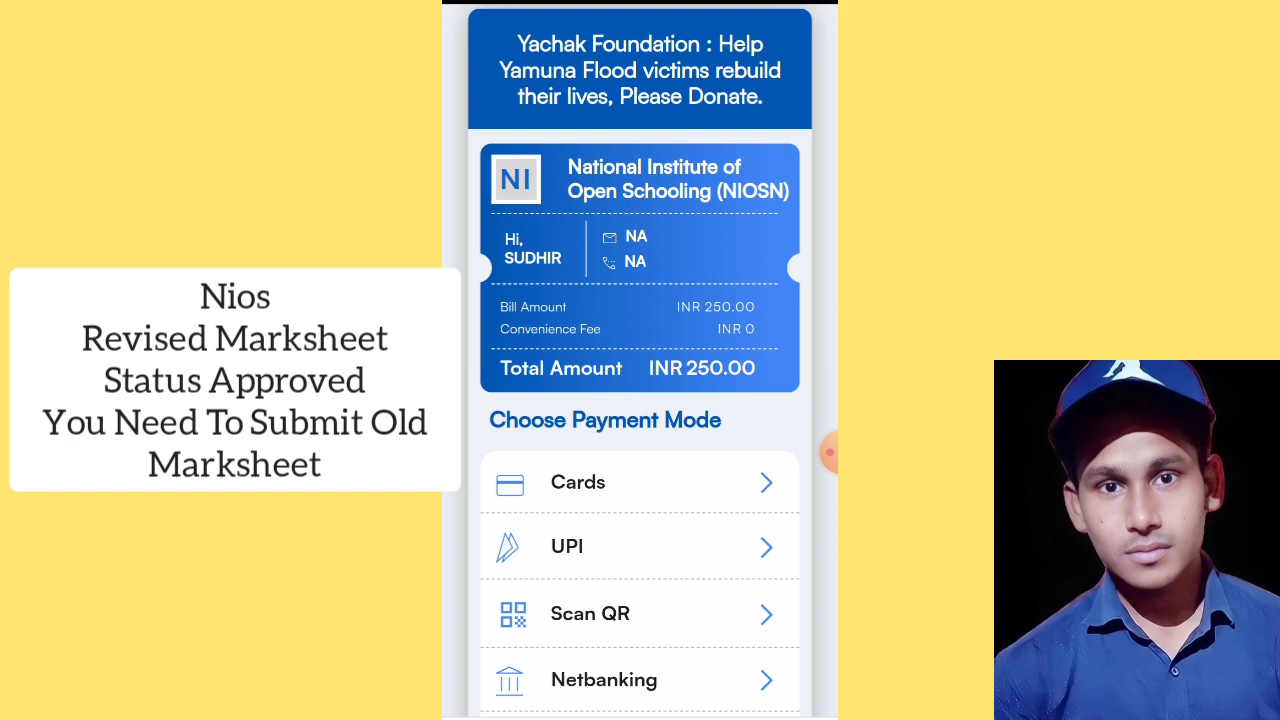 Yachak Foundation : Help
Yamuna Flood victims rebuild
their lives, Please Donate.
NI
National Institute of
Open Schooling (NIOSN)
Hi,
SUDHIR
NA
NA
Bill Amount INR 250.00
Convenience Fee INR 0
Total Amount INR 250.00
Choose Payment Mode
Cards
UPI
Scan QR
Netbanking
Nios
Revised Marksheet
Status Approved
You Need To Submit Old
Marksheet